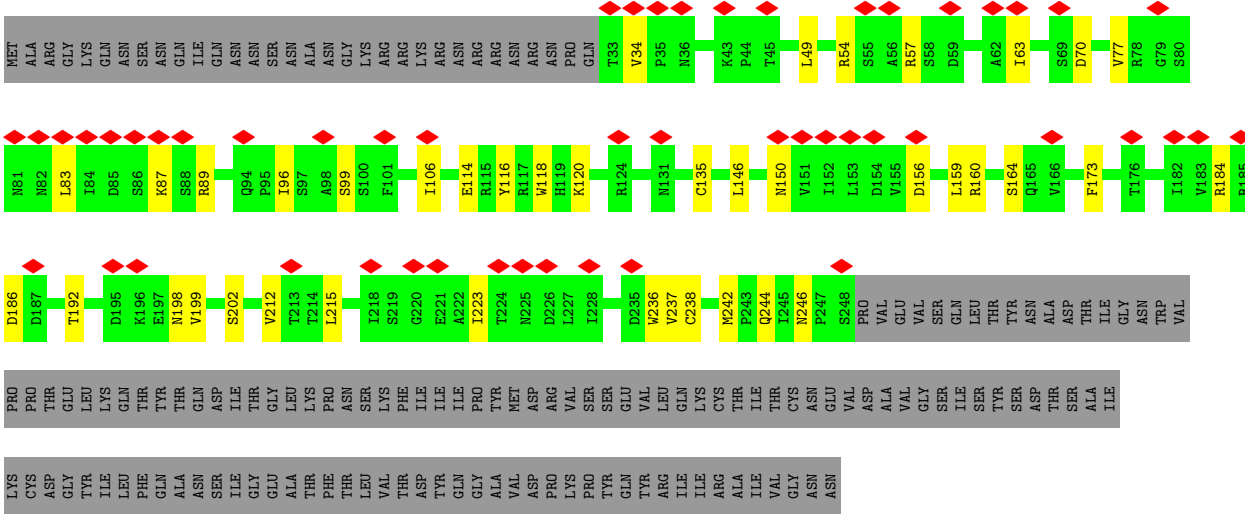 MET ALA ARG GLY LYS GLN ASN SER ASN GLN ILE GLN ASN ASN SER ASN ALA ASN GLY LYS ARG ARG LYS ARG ASN ARG ARG ARG ASN ARG ASN PRO GLN T33 V34 P35 N36 K43 P44 T45 L49 R54 S55 A56 R57 S58 D59 A62 I63 S69 D70 V77 R78 G79 S80
N81 N82 L83 I84 D85 S86 K87 S88 R89 Q94 P95 I96 S97 A98 S99 S100 F101 I106 E114 R115 Y116 R117 W118 H119 K120 R124 N131 C135 L146 N150 V151 I152 L153 D154 V155 D156 L159 R160 S164 Q165 V166 F173 T176 I182 V183 R184
D186 D187 T192 D195 K196 E197 N198 V199 S202 V212 T213 T214 L215 I218 S219 G220 E221 A222 I223 T224 N225 D226 L227 I228 D235 W236 V237 C238 M242 P243 Q244 I245 N246 P247 S248 PRO VAL GLU VAL SER GLN LEU THR TYR ASN ALA ASP THR ILE GLY ASN TRP VAL
PRO PRO THR GLU LEU LYS GLN THR TYR THR GLN ASP ILE THR GLY LEU LYS PRO ASN SER LYS PHE ILE ILE ILE PRO TYR MET ASP ARG VAL SER SER GLU VAL LEU GLN LYS CYS THR ILE THR CYS ASN GLU VAL ASP ALA VAL GLY SER ILE SER TYR SER ASP THR SER ALA ILE
LYS CYS ASP GLY TYR ILE LEU PHE GLN ALA ASN SER ILE GLY GLU ALA THR PHE THR LEU VAL THR ASP TYR GLN GLY ALA VAL ASP PRO LYS PRO TYR GLN TYR ARG ILE ILE ARG ALA ILE VAL GLY ASN ASN